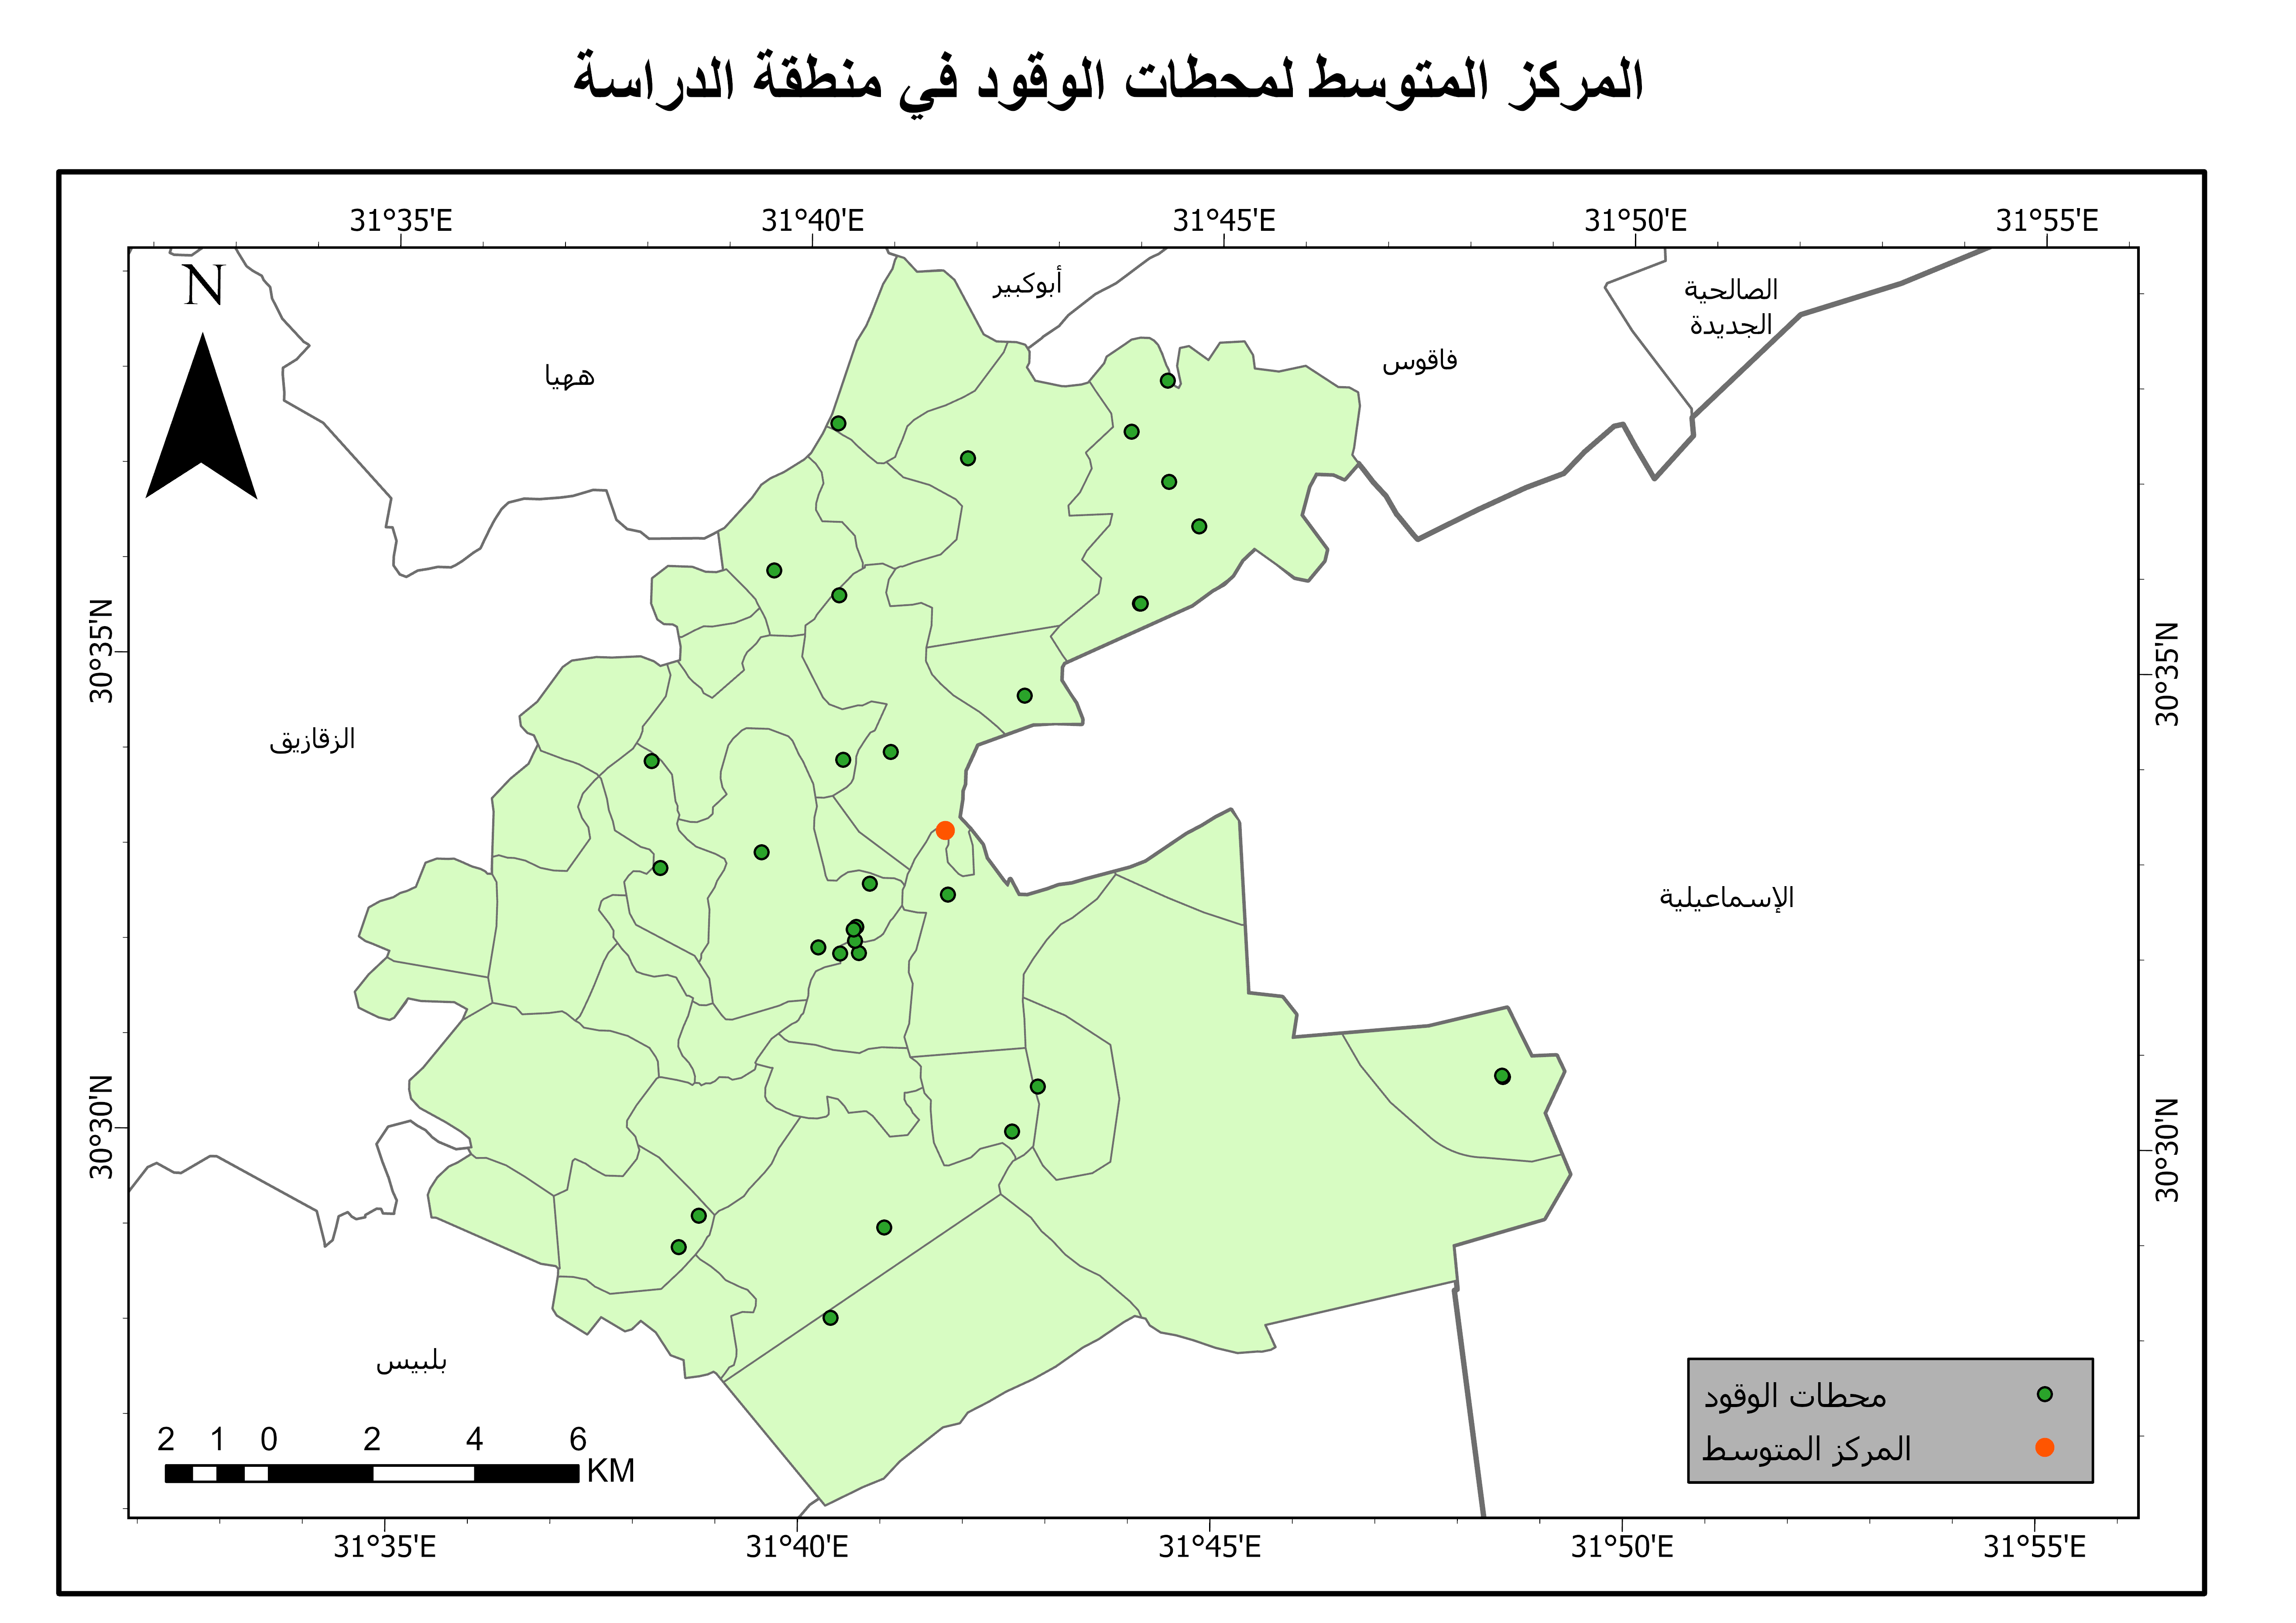 المركز المتوسط لمحطات الوقود في منطقة الدراسة
31°35'E 31°40'E 31°45'E 31°50'E 31°55'E
N
أبوكبير
الصالحية
الجديدة
فاقوس
ههيا
30°35'N
30°35'N
الزقازيق
الإسماعيلية
30°30'N
30°30'N
بلبيس
محطات الوقود
المركز المتوسط
2 1 0 2 4 6
KM
31°35'E 31°40'E 31°45'E 31°50'E 31°55'E